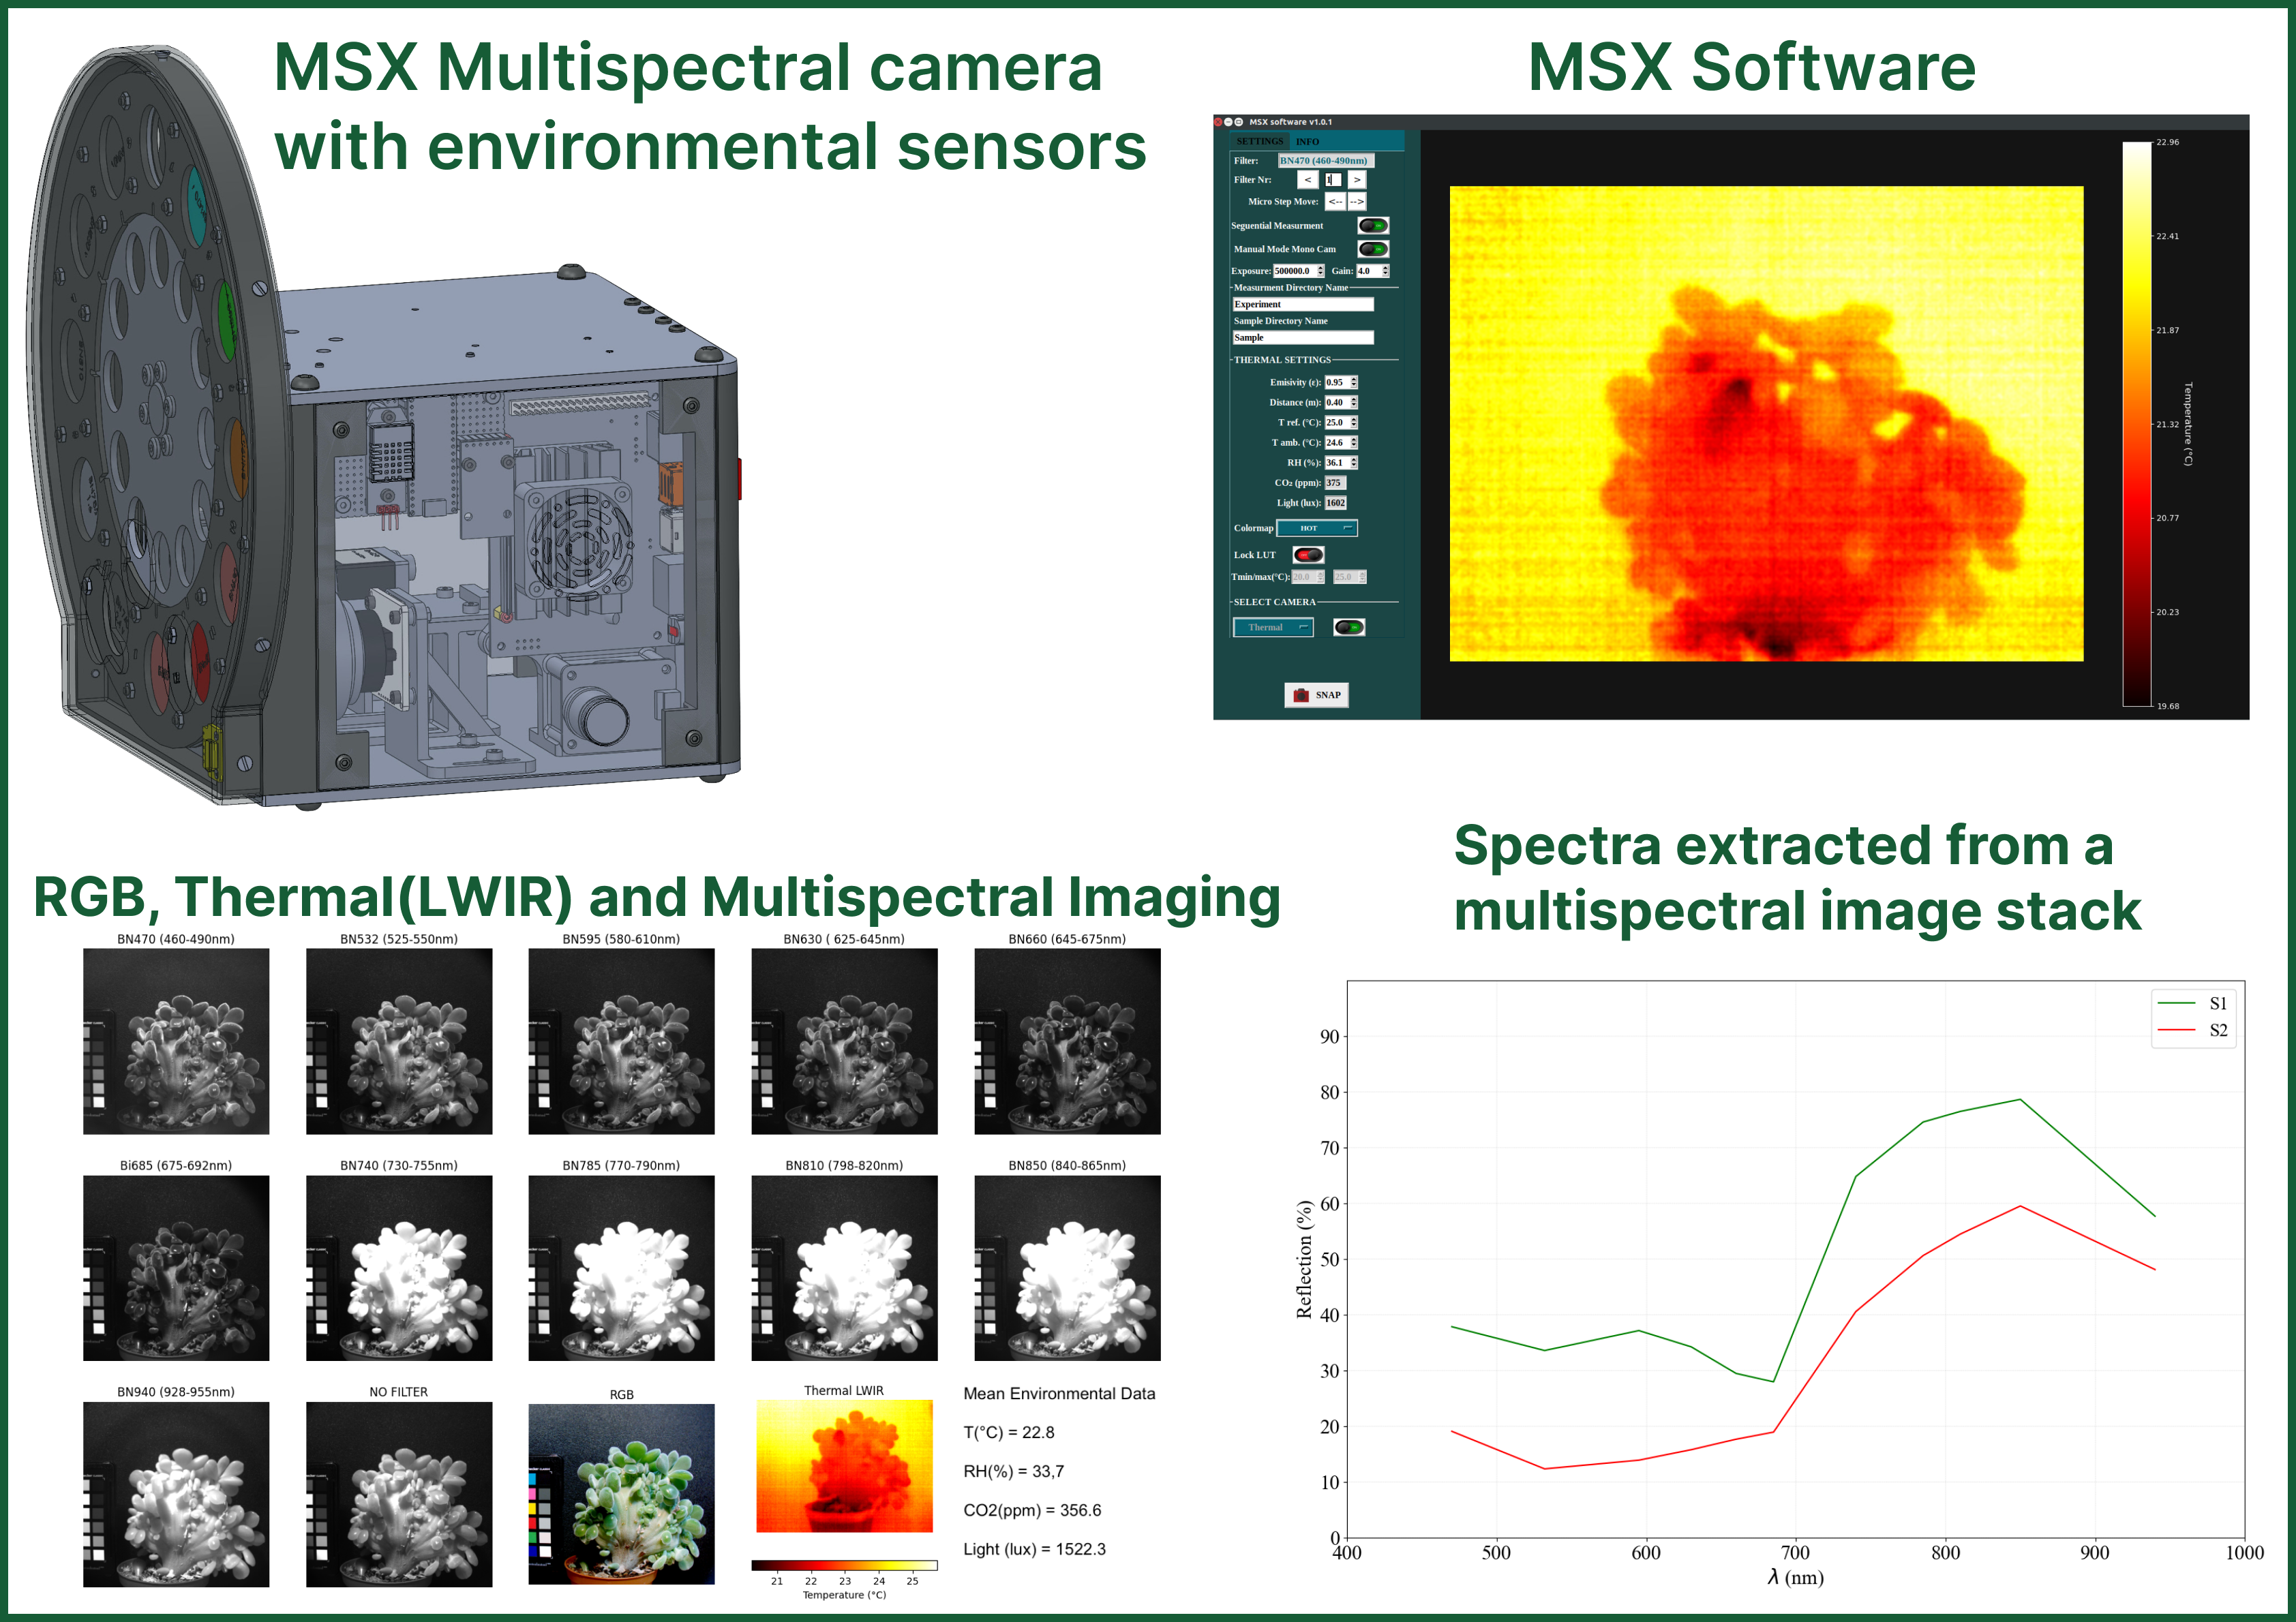 MSX Multispectral camera
with environmental sensors
MSX Software
MSX software v1.0.1
SETTINGS INFO
Filter: BN470 (460-490nm)
Filter Nr: < 1 >
Micro Step Move: <-- -->
Seguential Measurment
Manual Mode Mono Cam
Exposure: 500000.0 Gain: 4.0
Measurment Directory Name
Experiment
Sample Directory Name
Sample
THERMAL SETTINGS
Emisivity (ε): 0.95
Distance (m): 0.40
T ref. (°C): 25.0
T amb. (°C): 24.6
RH (%): 36.1
CO₂ (ppm): 375
Light (lux): 1602
Colormap HOT
Lock LUT
Tmin/max(°C): 20.0 25.0
SELECT CAMERA
Thermal
SNAP
22.96
22.41
21.87
21.32
20.77
20.23
19.68
Temperature (°C)
RGB, Thermal(LWIR) and Multispectral Imaging
BN470 (460-490nm)
BN532 (525-550nm)
BN595 (580-610nm)
BN630 ( 625-645nm)
BN660 (645-675nm)
Bi685 (675-692nm)
BN740 (730-755nm)
BN785 (770-790nm)
BN810 (798-820nm)
BN850 (840-865nm)
BN940 (928-955nm)
NO FILTER
RGB
Thermal LWIR
21 22 23 24 25
Temperature (°C)
Mean Environmental Data
T(°C) = 22.8
RH(%) = 33,7
CO2(ppm) = 356.6
Light (lux) = 1522.3
Spectra extracted from a
multispectral image stack
S1
S2
90
80
70
60
50
40
30
20
10
0
Reflection (%)
400 500 600 700 800 900 1000
λ (nm)